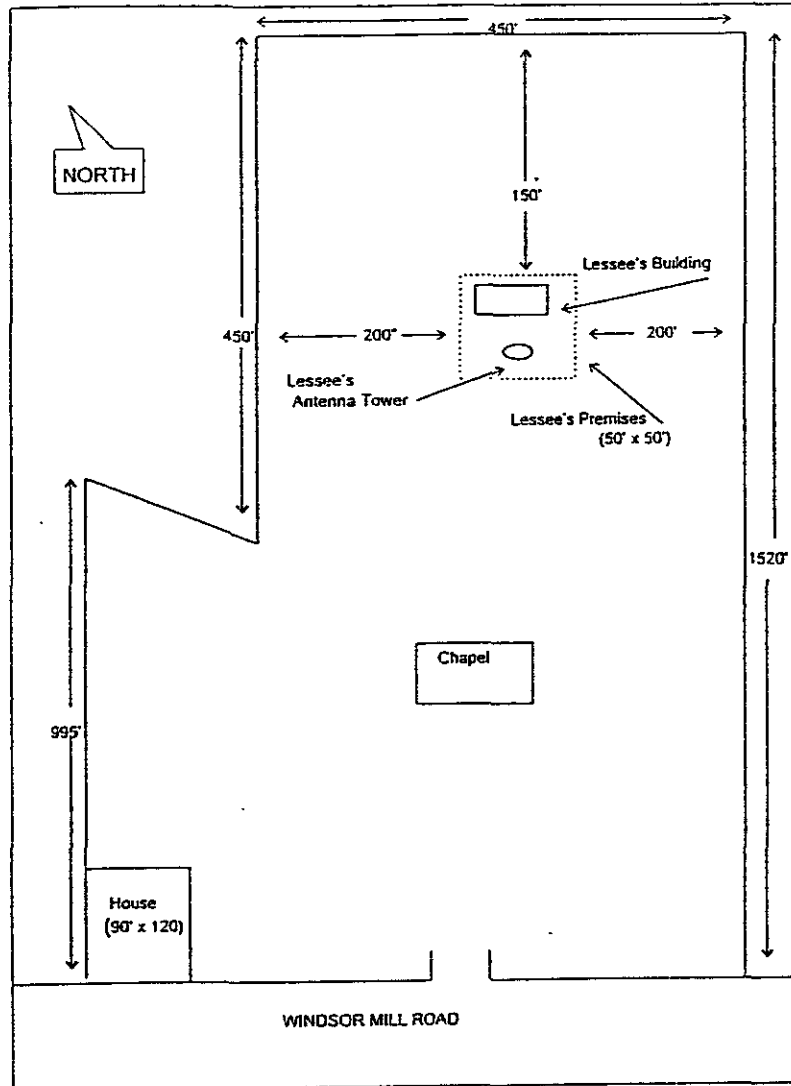 450'
NORTH
150'
Lessee's Building
450'
200'
200'
Lessee's
Antenna Tower
Lessee's Premises
(50' x 50')
1520'
Chapel
995'
House
(90' x 120)
WINDSOR MILL ROAD